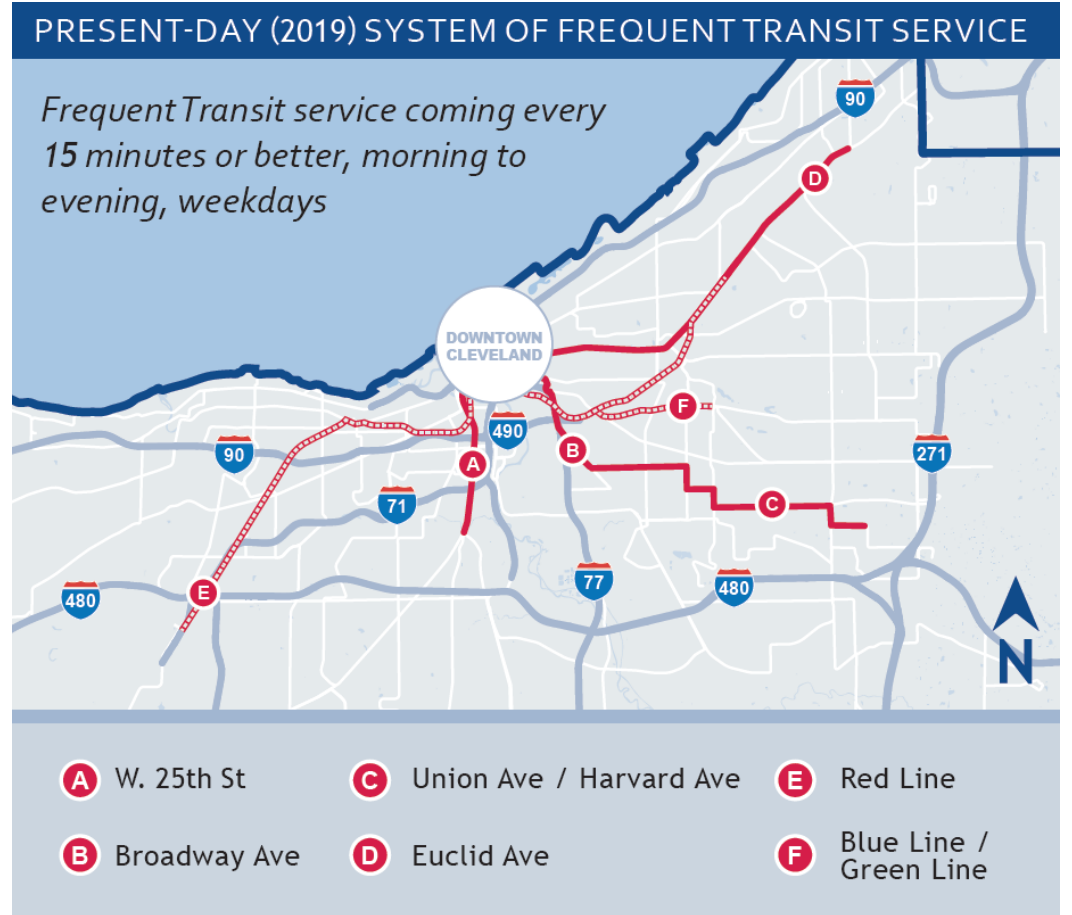 PRESENT-DAY (2019) SYSTEM OF FREQUENT TRANSIT SERVICE
Frequent Transit service coming every
15 minutes or better, morning to
evening, weekdays
90
D
DOWNTOWN
CLEVELAND
F
490
B
90
271
A
71
C
480
E
77
480
N
A W. 25th St
C Union Ave / Harvard Ave
E Red Line
B Broadway Ave
D Euclid Ave
F Blue Line /
Green Line